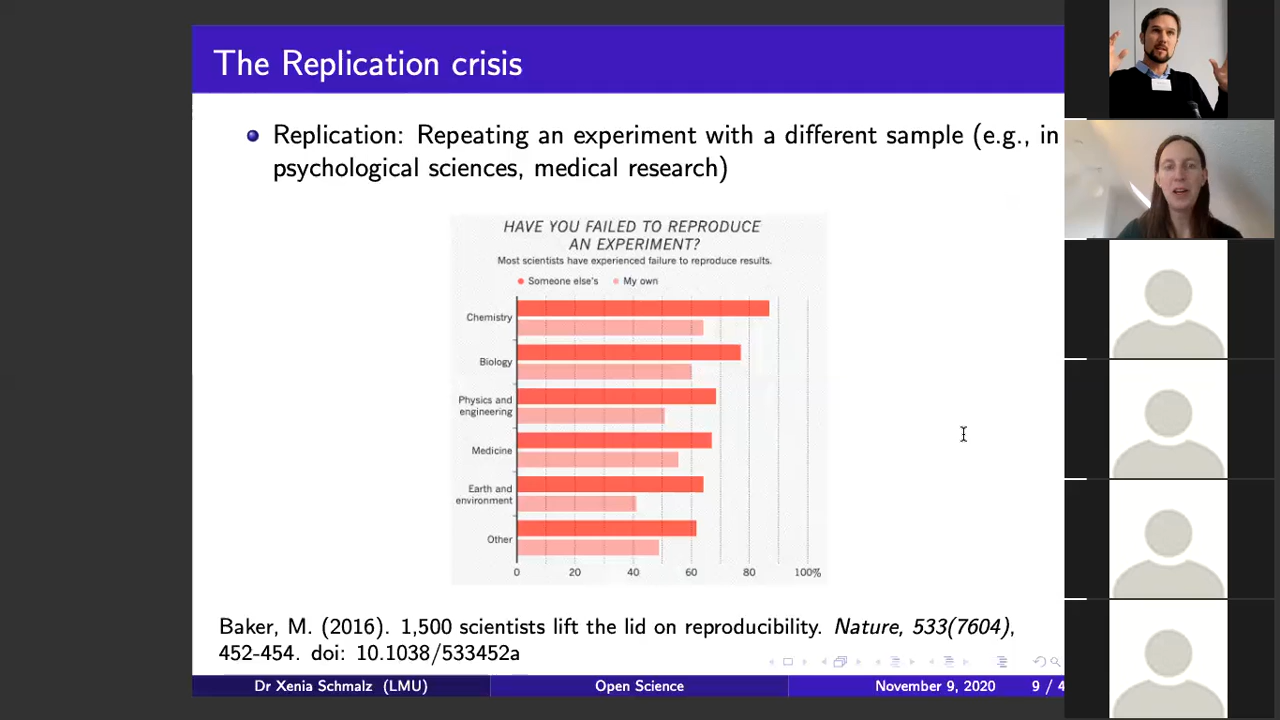 The Replication crisis
Replication: Repeating an experiment with a different sample (e.g., in
psychological sciences, medical research)
HAVE YOU FAILED TO REPRODUCE
AN EXPERIMENT?
Most scientists have experienced failure to reproduce results.
Someone else's My own
Chemistry
Biology
Physics and
engineering
Medicine
Earth and
environment
Other
0 20 40 60 80 100%
Baker, M. (2016). 1,500 scientists lift the lid on reproducibility. Nature, 533(7604),
452-454. doi: 10.1038/533452a
Dr Xenia Schmalz (LMU) Open Science November 9, 2020 9 / 4